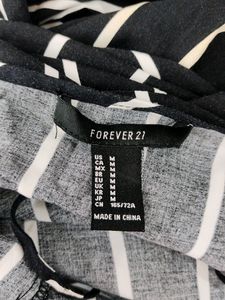 FOREVER 21
US M
CA M
MX M
BR M
EU M
UK M
KR M
JP M
CN 165/72A
MADE IN CHINA